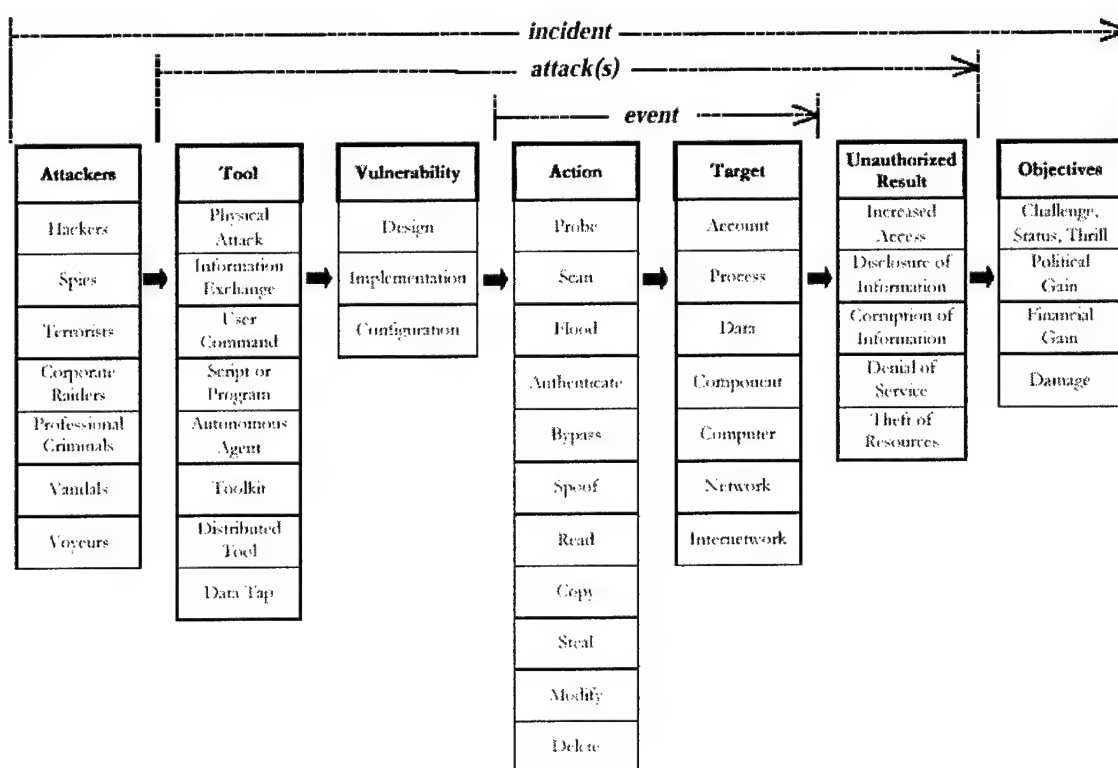 incident
attack(s)
event
Attackers
Hackers
Spies
Terrorists
Corporate
Raiders
Professional
Criminals
Vandals
Voyeurs
Tool
Physical
Attack
Information
Exchange
User
Command
Script or
Program
Autonomous
Agent
Toolkit
Distributed
Tool
Data Tap
Vulnerability
Design
Implementation
Configuration
Action
Probe
Scan
Flood
Authenticate
Bypass
Spoof
Read
Copy
Steal
Modify
Delete
Target
Account
Process
Data
Component
Computer
Network
Internetwork
Unauthorized
Result
Increased
Access
Disclosure of
Information
Corruption of
Information
Denial of
Service
Theft of
Resources
Objectives
Challenge,
Status, Thrill
Political
Gain
Financial
Gain
Damage